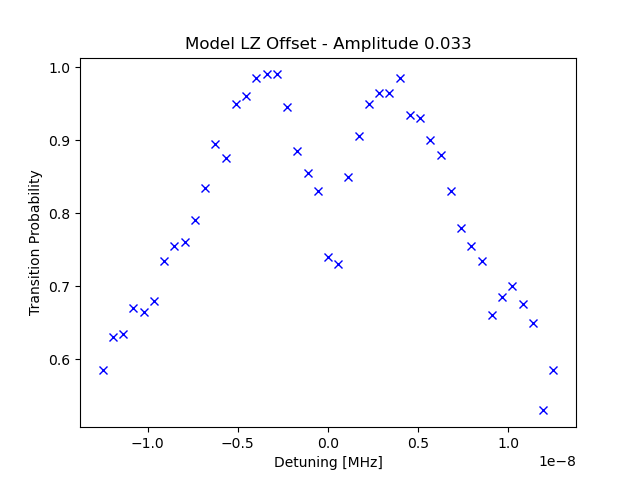 Model LZ Offset - Amplitude 0.033
1.0
0.9
0.8
0.7
0.6
Transition Probability
−1.0 −0.5 0.0 0.5 1.0
1e−8
Detuning [MHz]